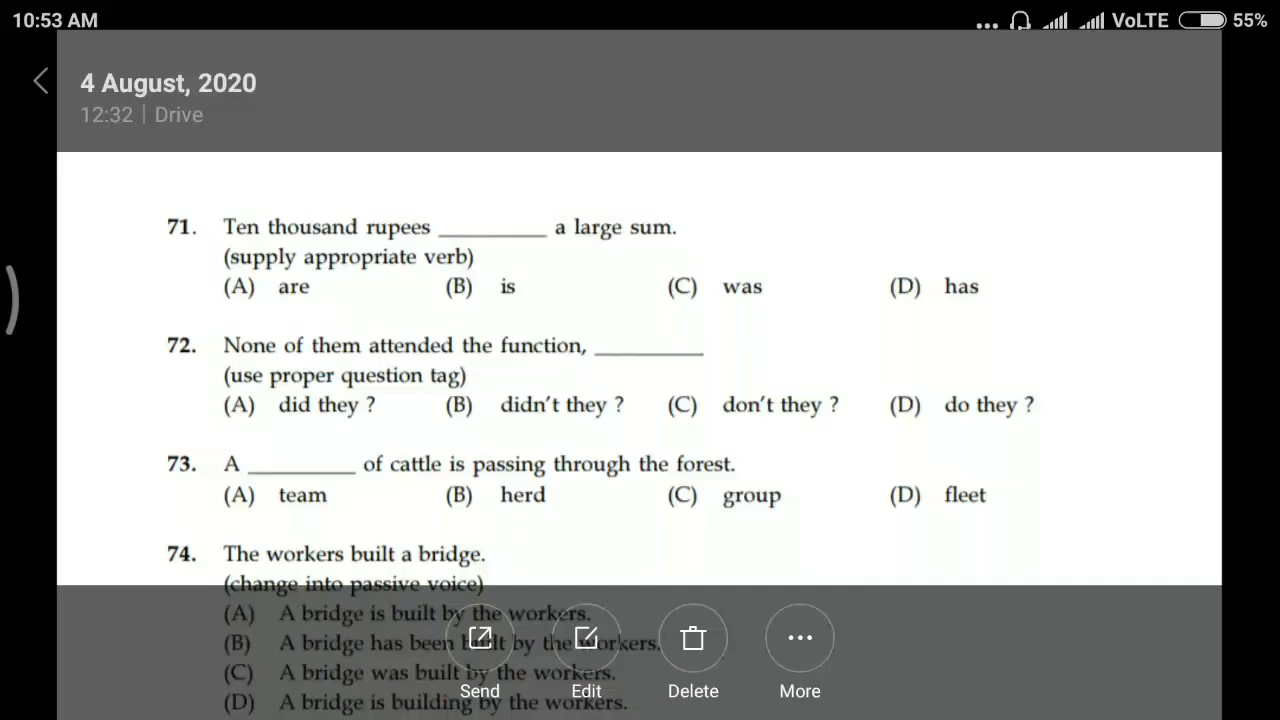 10:53 AM
... VoLTE 55%
4 August, 2020
12:32 | Drive
71. Ten thousand rupees __________ a large sum.
(supply appropriate verb)
(A) are (B) is (C) was (D) has
72. None of them attended the function, __________
(use proper question tag)
(A) did they ? (B) didn't they ? (C) don't they ? (D) do they ?
73. A __________ of cattle is passing through the forest.
(A) team (B) herd (C) group (D) fleet
74. The workers built a bridge.
(change into passive voice)
(A) A bridge is built by the workers.
(B) A bridge has been built by the workers.
(C) A bridge was built by the workers.
(D) A bridge is building by the workers.
Send Edit Delete More